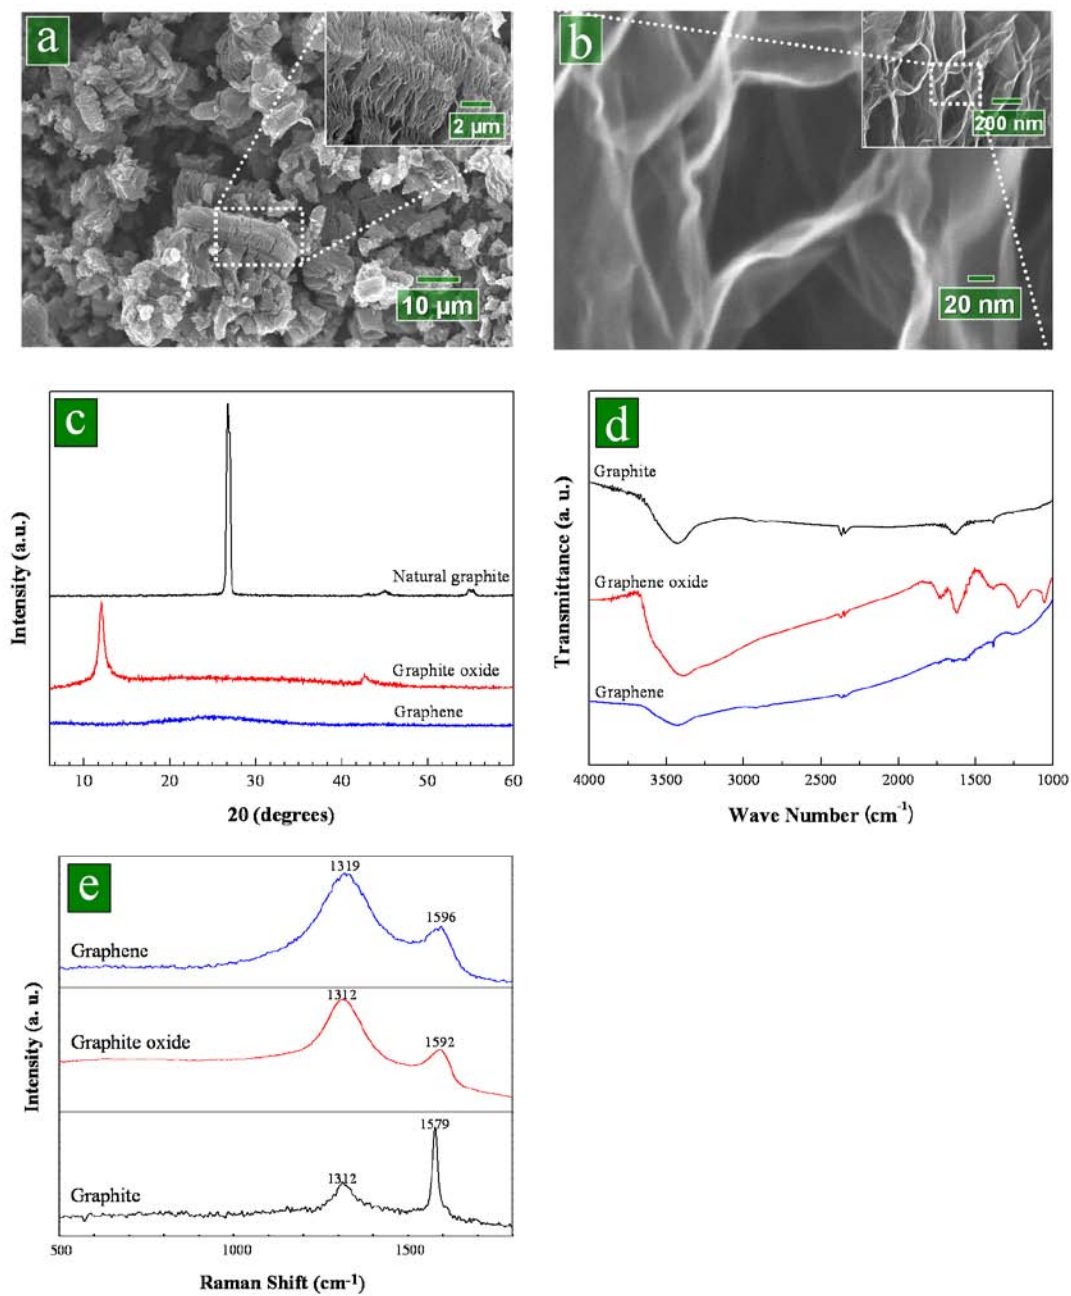 a
2 μm
10 μm
b
200 nm
20 nm
c
Natural graphite
Graphite oxide
Graphene
Intensity (a.u.)
10 20 30 40 50 60
2θ (degrees)
d
Graphite
Graphene oxide
Graphene
Transmittance (a. u.)
4000 3500 3000 2500 2000 1500 1000
Wave Number (cm⁻¹)
e
1319
1596
Graphene
1312
1592
Graphite oxide
1579
1312
Graphite
Intensity (a. u.)
500 1000 1500
Raman Shift (cm⁻¹)